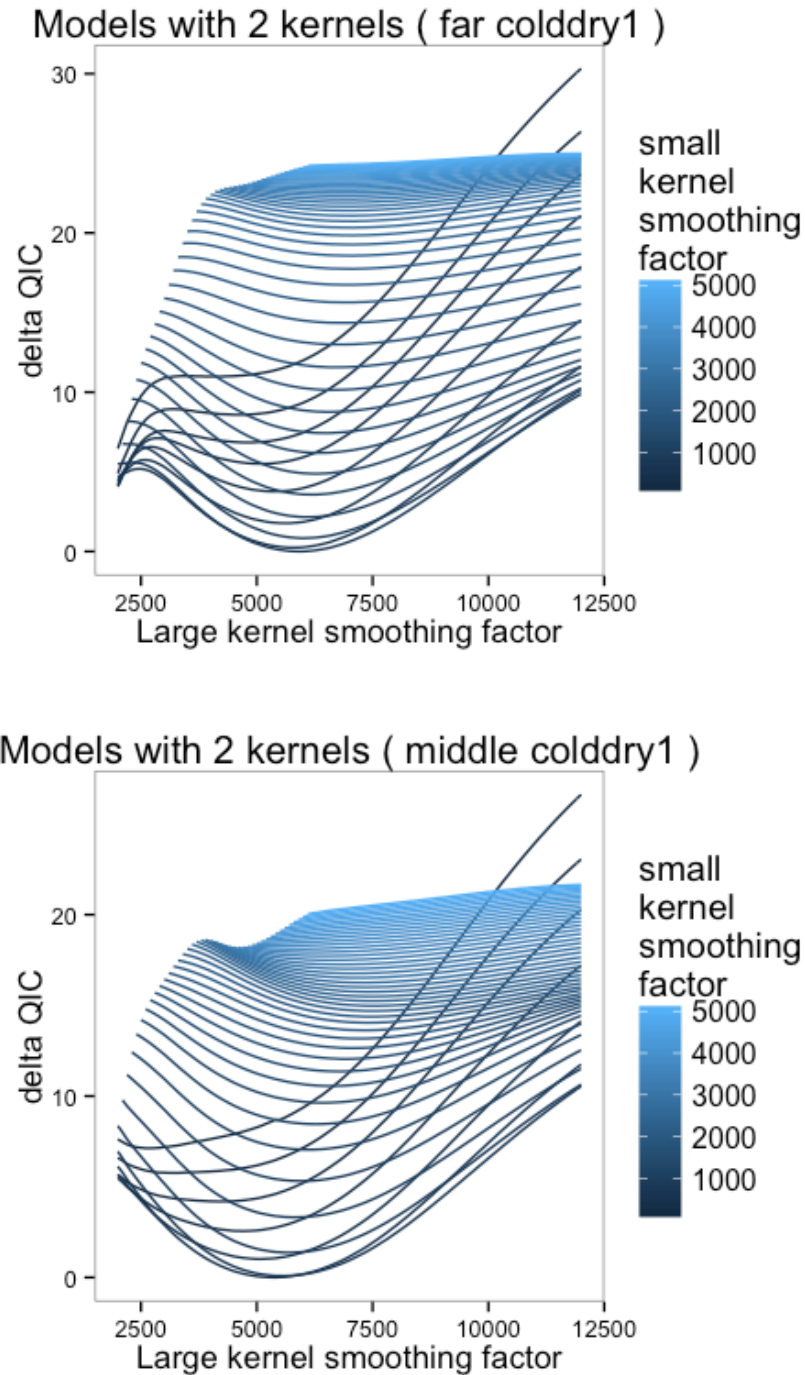 Models with 2 kernels ( far colddry1 )
30
20
10
0
delta QIC
2500 5000 7500 10000 12500
Large kernel smoothing factor
small
kernel
smoothing
factor
5000
4000
3000
2000
1000
Models with 2 kernels ( middle colddry1 )
20
10
0
delta QIC
2500 5000 7500 10000 12500
Large kernel smoothing factor
small
kernel
smoothing
factor
5000
4000
3000
2000
1000